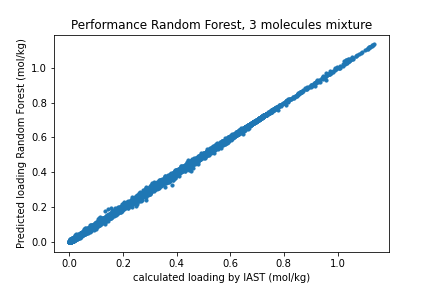 Performance Random Forest, 3 molecules mixture
Predicted loading Random Forest (mol/kg)
1.0
0.8
0.6
0.4
0.2
0.0
0.0 0.2 0.4 0.6 0.8 1.0
calculated loading by IAST (mol/kg)